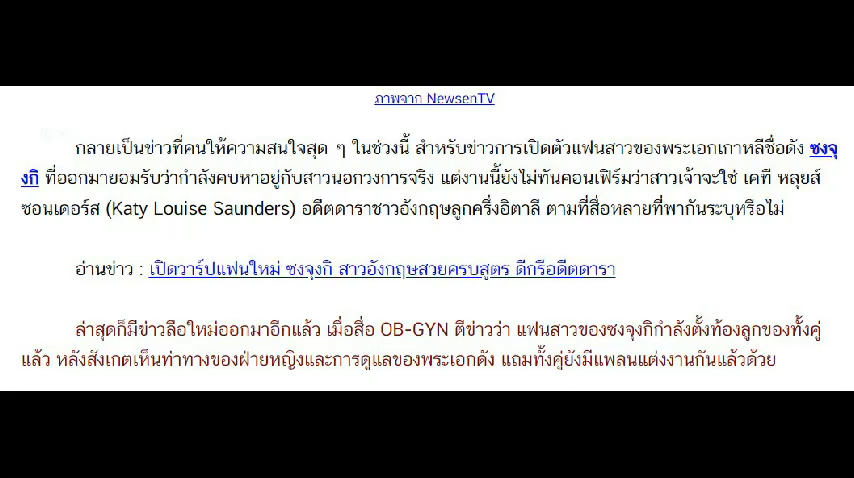 ภาพจาก NewsenTV
กลายเป็นข่าวที่คนให้ความสนใจสุด ๆ ในช่วงนี้ สำหรับข่าวการเปิดตัวแฟนสาวของพระเอกเกาหลีชื่อดัง ซงจุง
กิ ที่ออกมายอมรับว่ากำลังคบหาอยู่กับสาวนอกวงการจริง แต่งานนี้ยังไม่ทันคอนเฟิร์มว่าสาวเจ้าจะใช่ เคที หลุยส์
ซอนเดอร์ส (Katy Louise Saunders) อดีตดาราชาวอังกฤษลูกครึ่งอิตาลี ตามที่สื่อหลายที่พากันระบุหรือไม่
อ่านข่าว : เปิดวาร์ปแฟนใหม่ ซงจุงกิ สาวอังกฤษสวยครบสูตร ดีกรีอดีตดารา
ล่าสุดก็มีข่าวลือใหม่ออกมาอีกแล้ว เมื่อสื่อ OB-GYN ตีข่าวว่า แฟนสาวของซงจุงกิกำลังตั้งท้องลูกของทั้งคู่
แล้ว หลังสังเกตเห็นท่าทางของฝ่ายหญิงและการดูแลของพระเอกดัง แถมทั้งคู่ยังมีแพลนแต่งงานกันแล้วด้วย